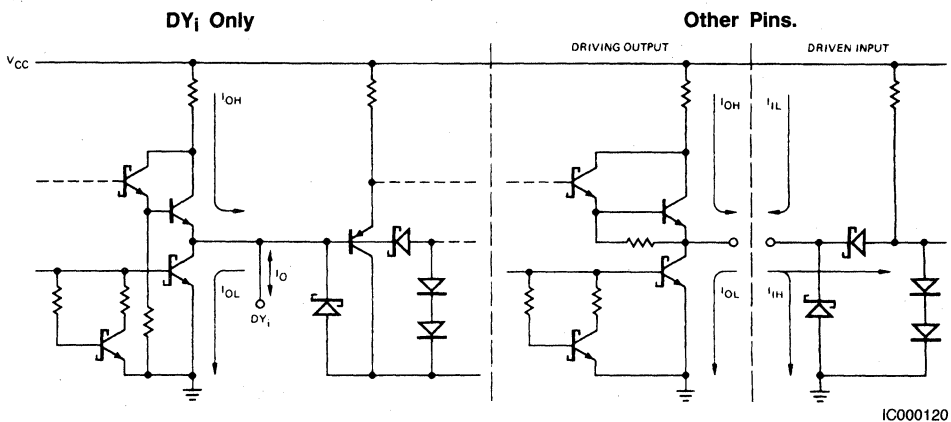 DYi Only
Other Pins.
DRIVING OUTPUT
DRIVEN INPUT
VCC
IOH
IOH
IIL
IOL
IO
DYi
IOL
IIH
IC000120